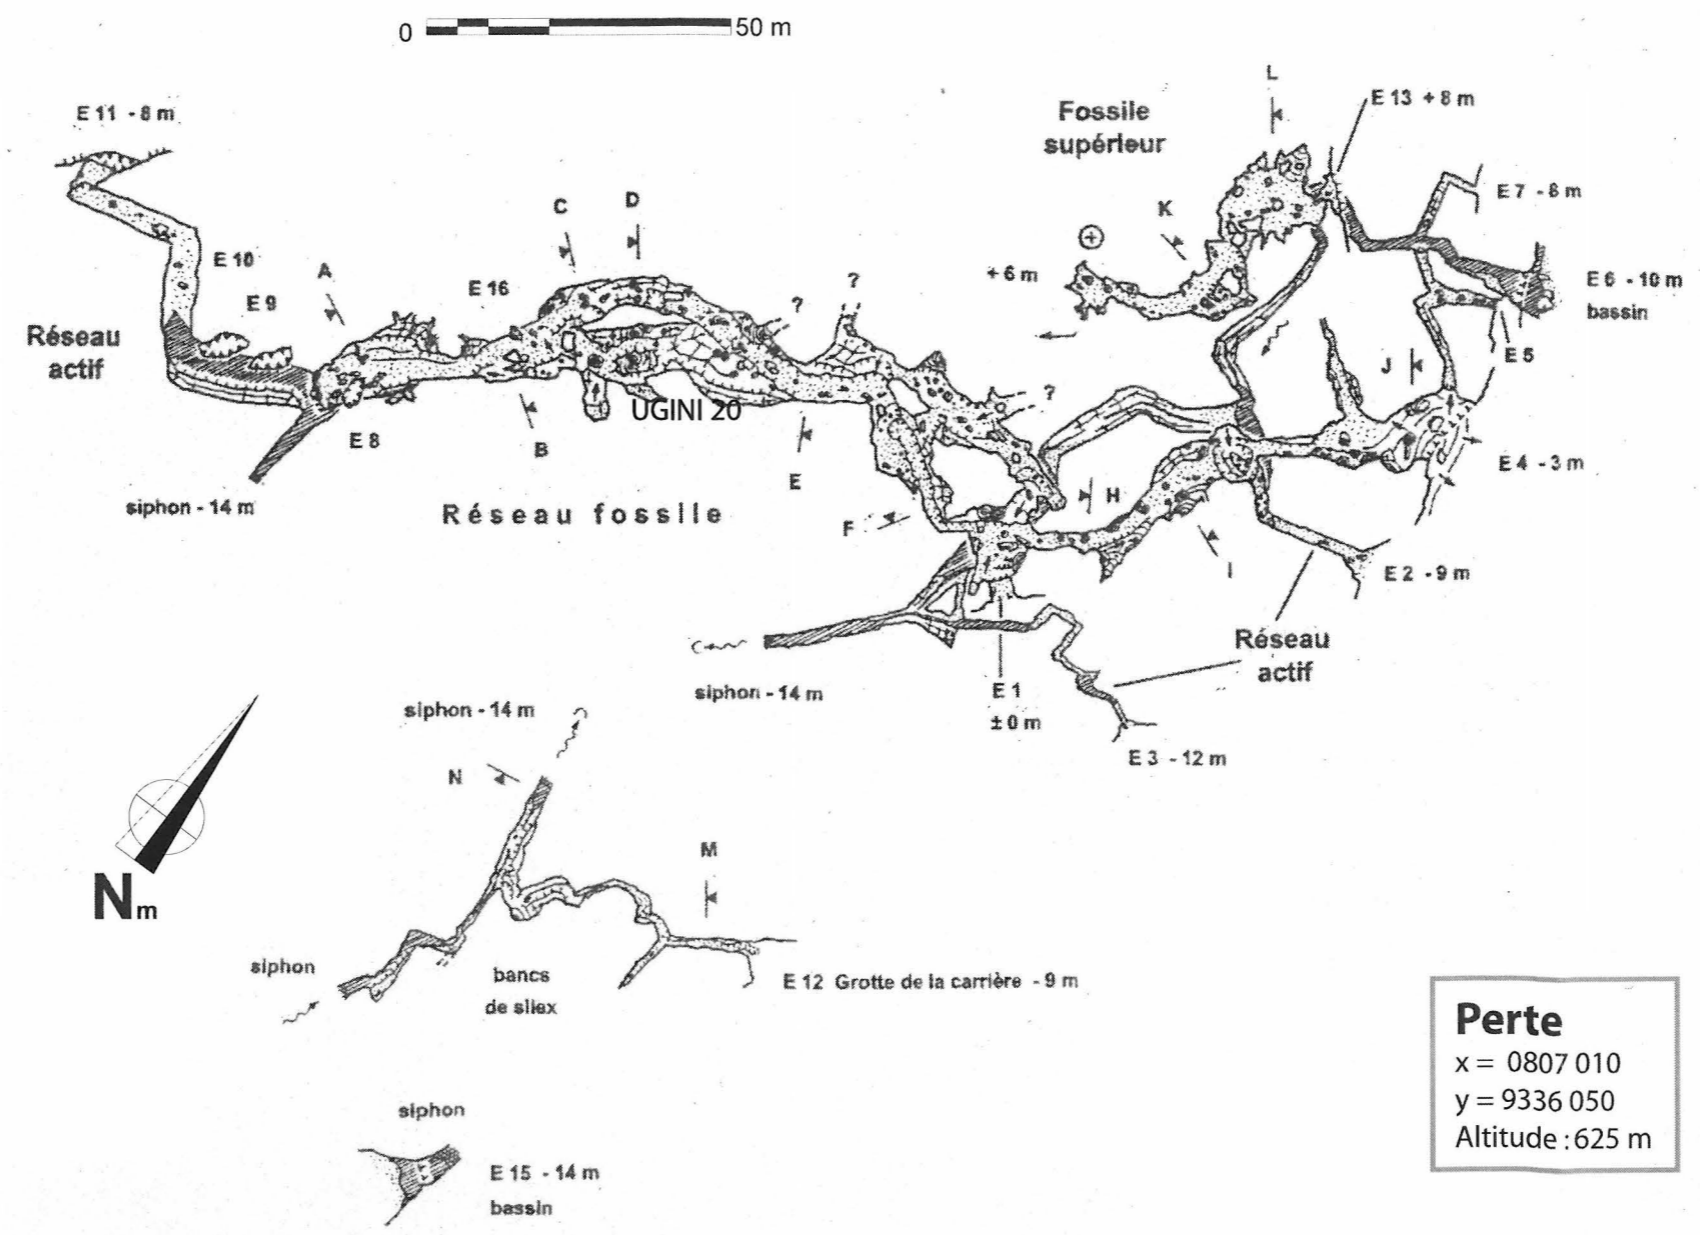 0 50 m
L
E 11 - 8 m
E 13 + 8 m
Fossile
supérieur
E 7 - 8 m
C
D
K
E 10
A
+ 6 m
E 16
?
?
E 9
E 6 - 10 m
bassin
Réseau
actif
E 5
J
UGINI 20
?
E 8
B
E
E 4 - 3 m
siphon - 14 m
Réseau fossile
H
F
I
E 2 - 9 m
Réseau
actif
siphon - 14 m
E 1
± 0 m
siphon - 14 m
E 3 - 12 m
N
M
Nm
siphon
bancs
de silex
E 12 Grotte de la carrière - 9 m
Perte
x = 0807 010
y = 9336 050
Altitude : 625 m
siphon
E 15 - 14 m
bassin